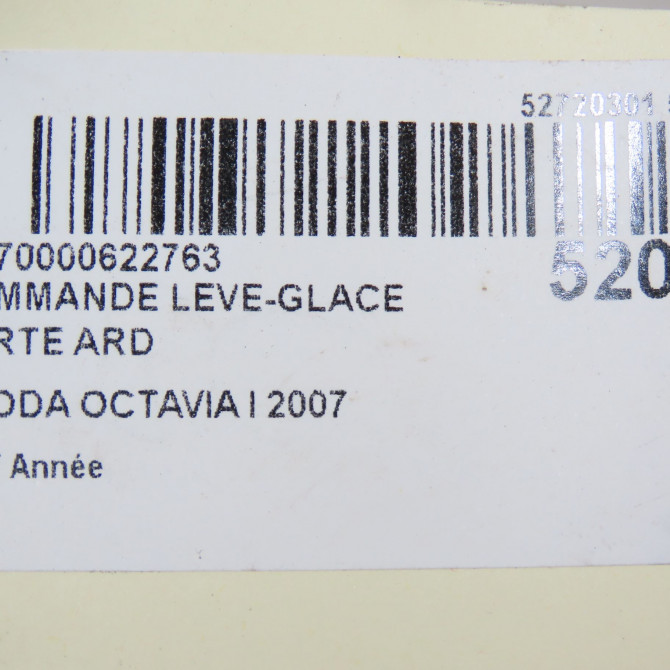 52720301
70000622763
520
MMANDE LEVE-GLACE
RTE ARD
ODA OCTAVIA I 2007
Année